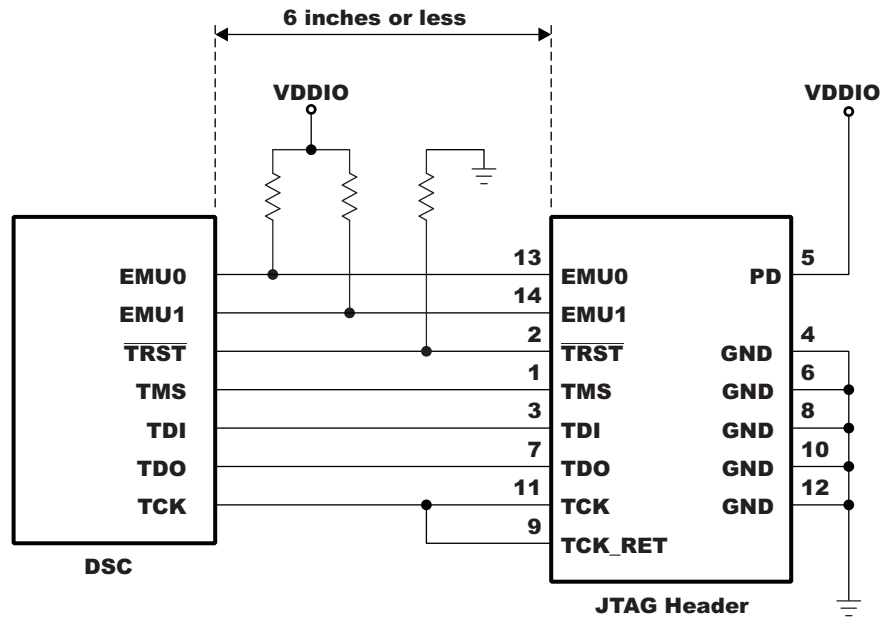 6 inches or less
VDDIO
VDDIO
13
EMU0
EMU0
PD
5
14
EMU1
EMU1
2
TRST
TRST
GND
4
1
TMS
TMS
GND
6
3
TDI
TDI
GND
8
7
TDO
TDO
GND
10
11
TCK
TCK
GND
12
9
TCK_RET
DSC
JTAG Header